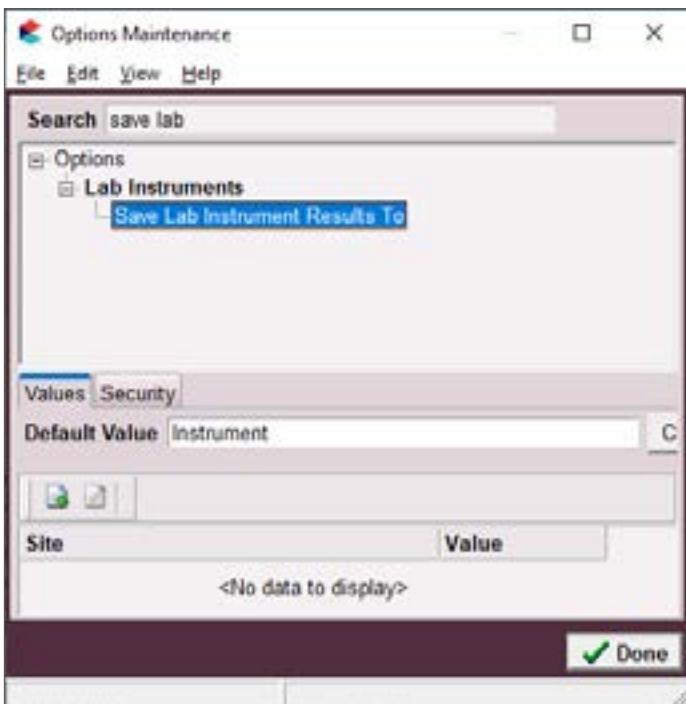 Options Maintenance
File Edit View Help
Search save lab
Options
Lab Instruments
Save Lab Instrument Results To
Values Security
Default Value Instrument C
Site Value
<No data to display>
Done